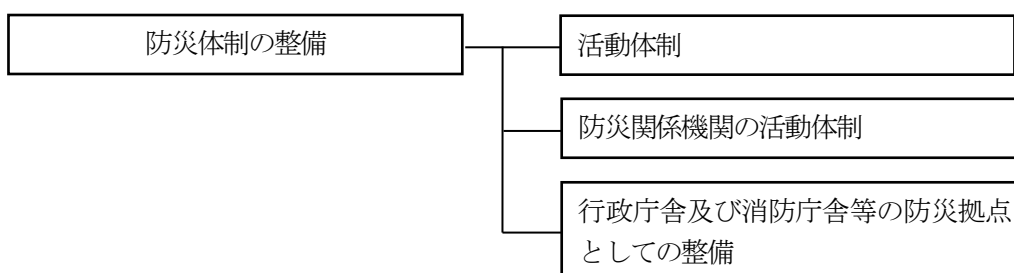 防災体制の整備
活動体制
防災関係機関の活動体制
行政庁舎及び消防庁舎等の防災拠点
としての整備